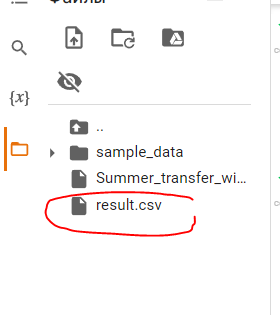 Файлы
{x}
..
sample_data
Summer_transfer_wi...
result.csv